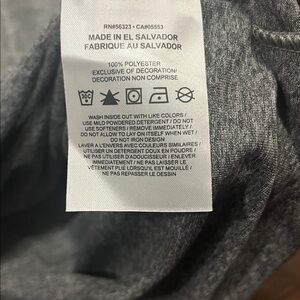 RN#56323 • CA#05553
MADE IN EL SALVADOR
FABRIQUE AU SALVADOR
100% POLYESTER
EXCLUSIVE OF DECORATION/
DECORATION NON COMPRISE
WASH INSIDE OUT WITH LIKE COLORS /
USE MILD POWDERED DETERGENT / DO NOT
USE SOFTENERS / REMOVE IMMEDIATELY /
DO NOT ALLOW TO LAY ON ITSELF WHEN WET /
DO NOT IRON DESIGN
LAVER À L'ENVERS AVEC COULEURS SIMILAIRES /
UTILISER UN DETERGENT DOUX EN POUDRE /
NE PAS UTILISER D'ADOUCISSEUR / ENLEVER
IMMÉDIATEMENT / NE PAS LAISSER LE
VÊTEMENT PLIÉ LORSQU'IL EST MOUILLÉ /
NE PAS REPASSER LE DESSIN